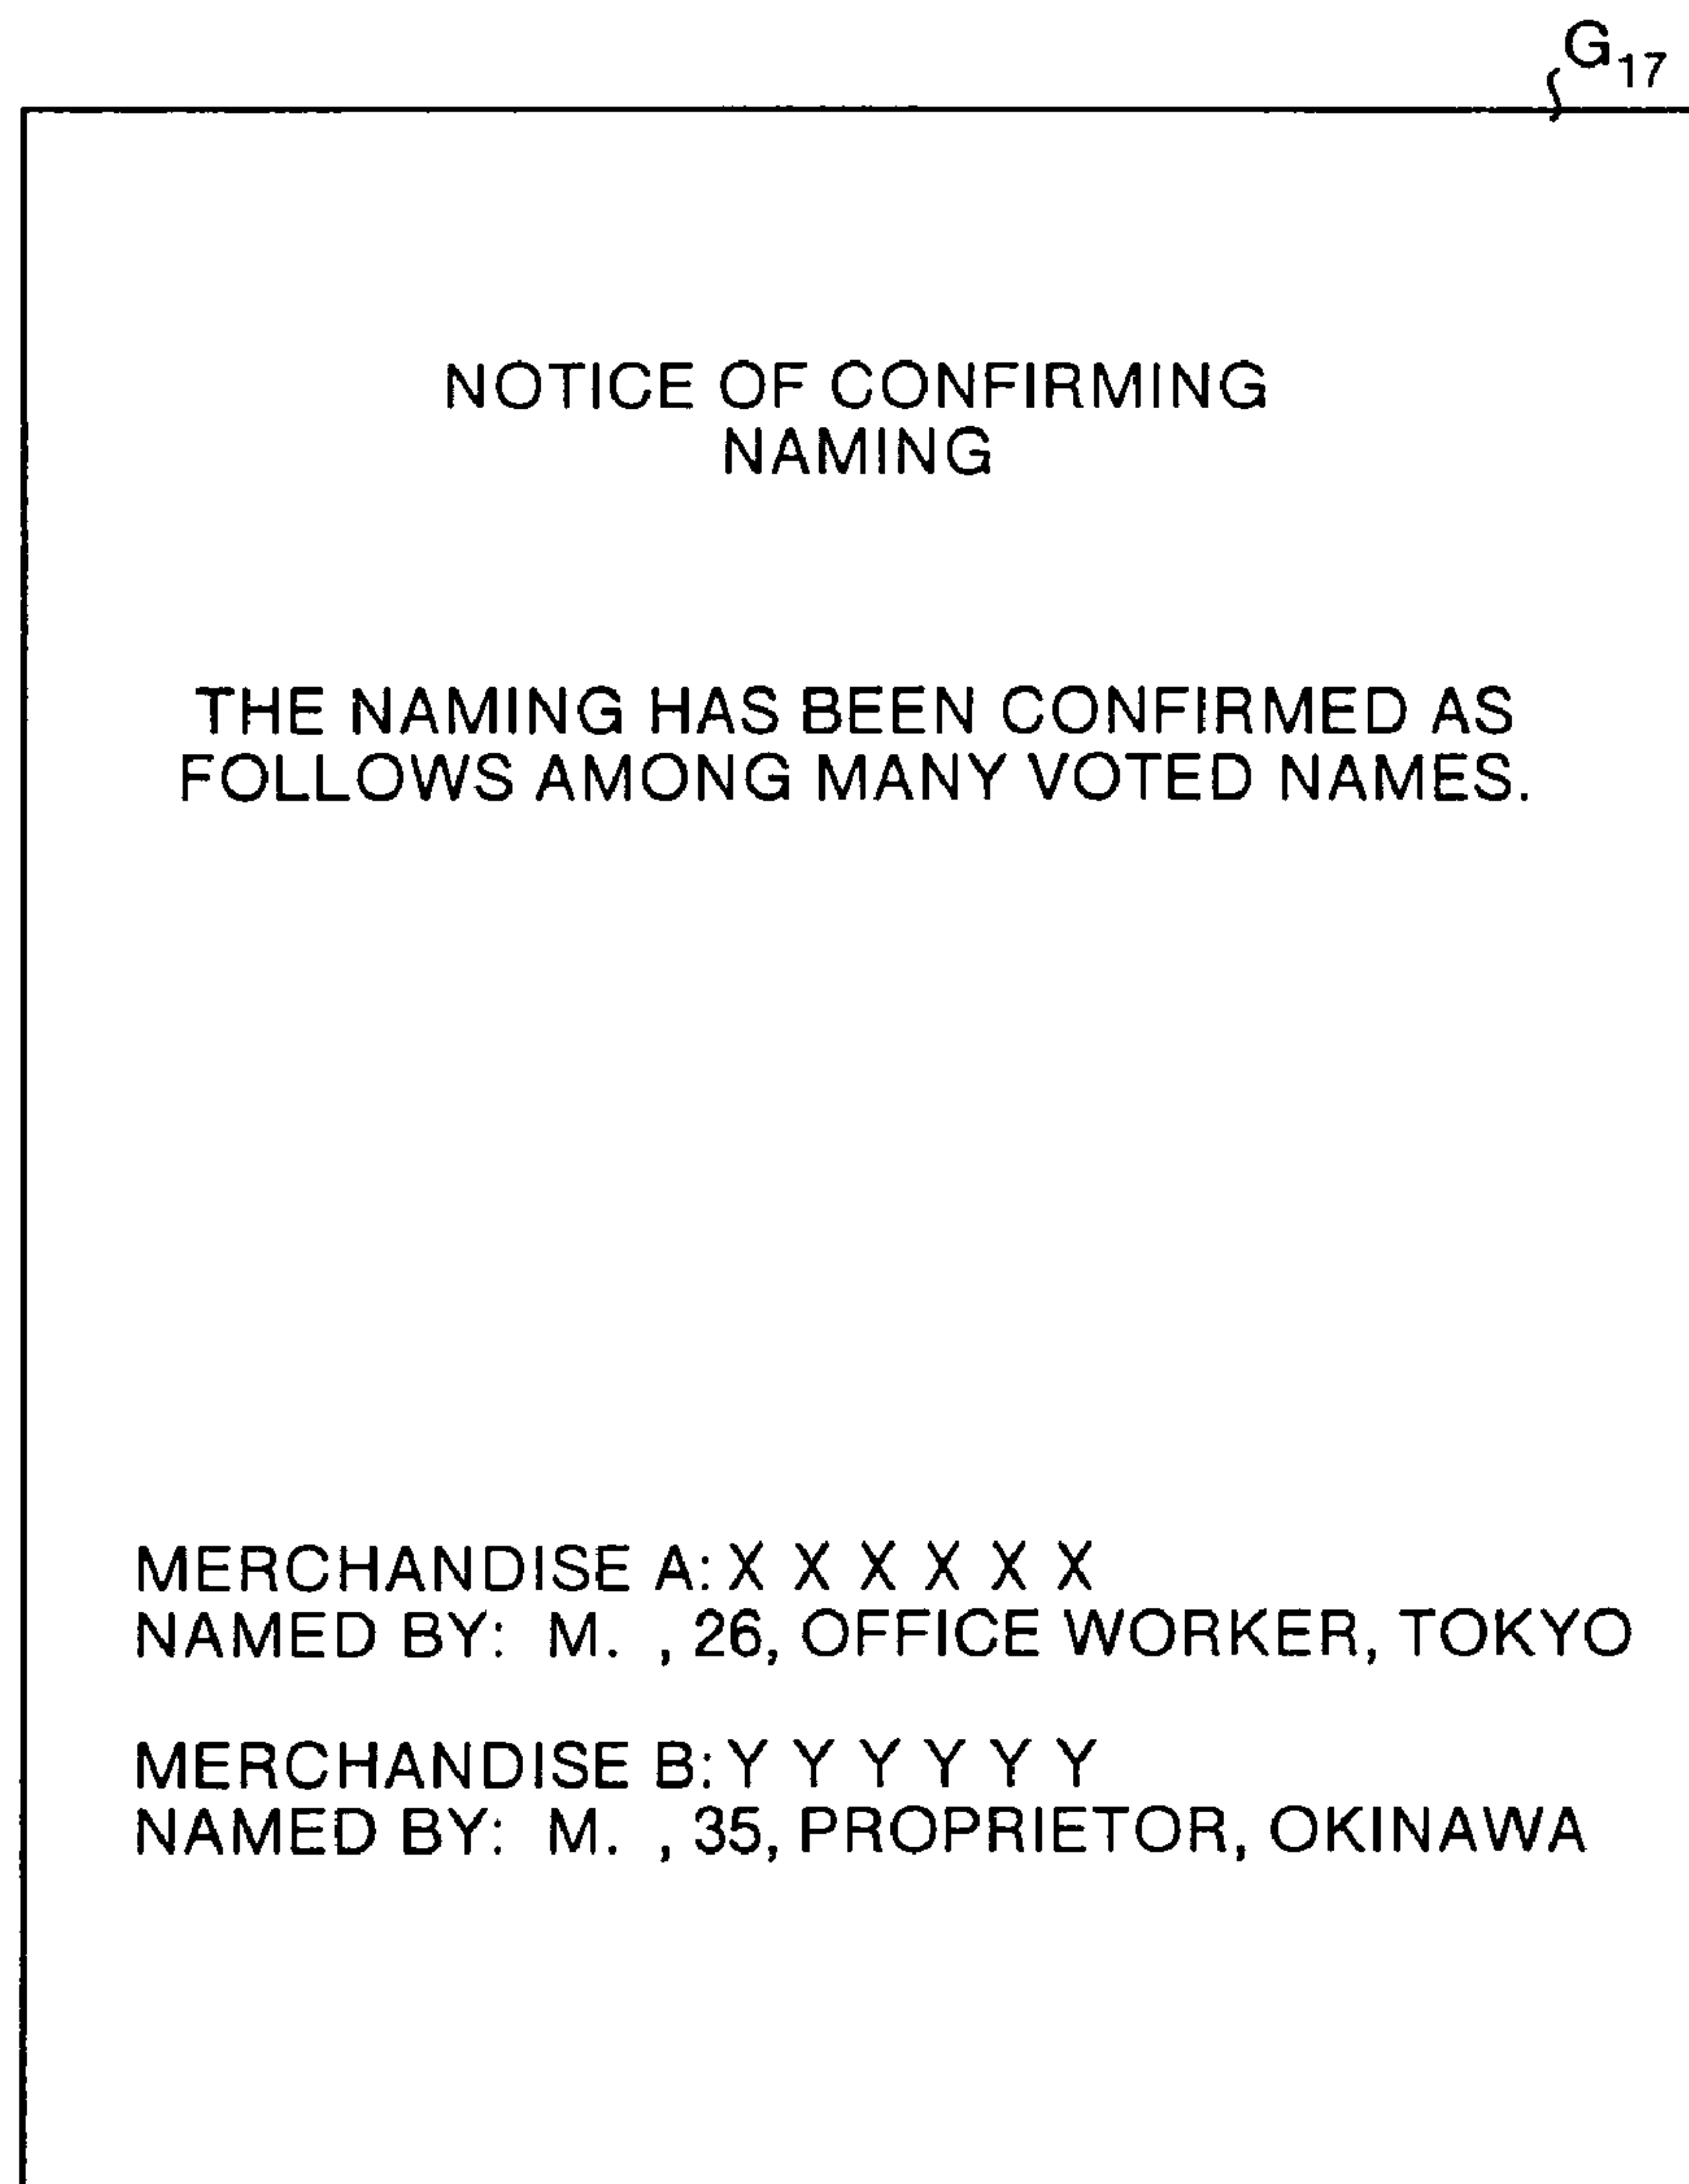 G17
NOTICE OF CONFIRMING
NAMING
THE NAMING HAS BEEN CONFIRMED AS
FOLLOWS AMONG MANY VOTED NAMES.
MERCHANDISE A: X X X X X X
NAMED BY: M. , 26, OFFICE WORKER, TOKYO
MERCHANDISE B: Y Y Y Y Y Y
NAMED BY: M. , 35, PROPRIETOR, OKINAWA